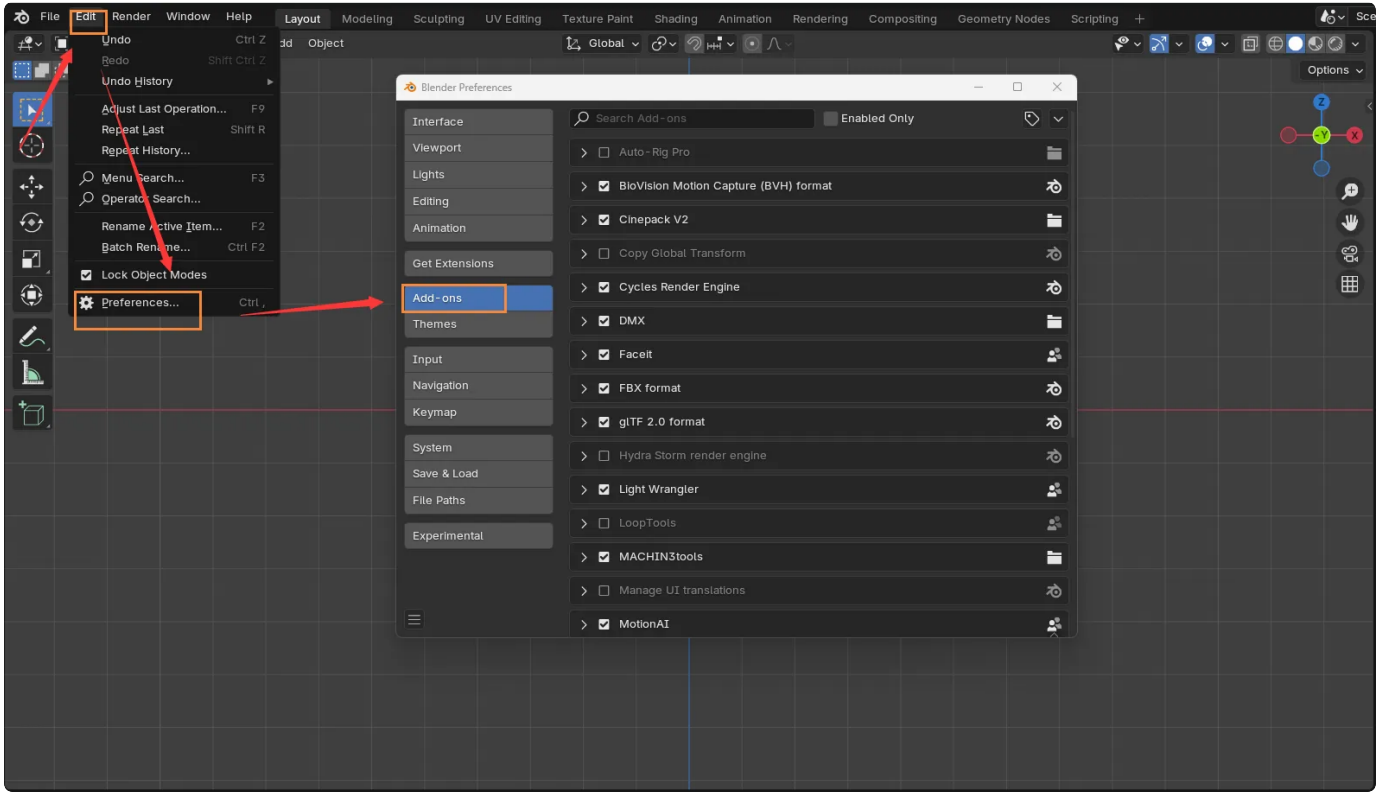 File Edit Render Window Help Layout Modeling Sculpting UV Editing Texture Paint Shading Animation Rendering Compositing Geometry Nodes Scripting + Sce
dd Object Global
Options
Undo Ctrl Z
Redo Shift Ctrl Z
Undo History
Adjust Last Operation... F9
Repeat Last Shift R
Repeat History...
Menu Search... F3
Operator Search...
Rename Active Item... F2
Batch Rename... Ctrl F2
Lock Object Modes
Preferences... Ctrl ,
Blender Preferences
Interface
Viewport
Lights
Editing
Animation
Get Extensions
Add-ons
Themes
Input
Navigation
Keymap
System
Save & Load
File Paths
Experimental
Search Add-ons Enabled Only
Auto-Rig Pro
BioVision Motion Capture (BVH) format
Cinepack V2
Copy Global Transform
Cycles Render Engine
DMX
Faceit
FBX format
glTF 2.0 format
Hydra Storm render engine
Light Wrangler
LoopTools
MACHIN3tools
Manage UI translations
MotionAI
Z
-Y X